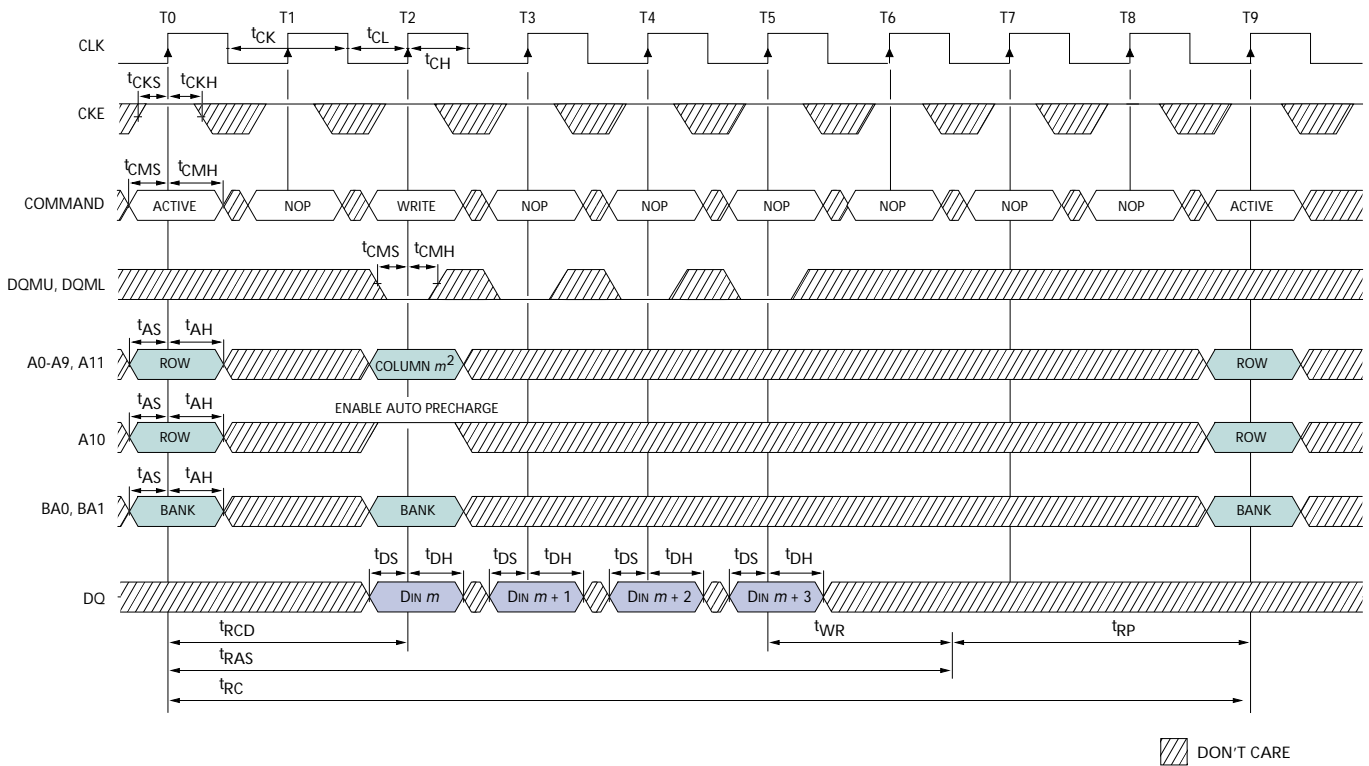 T0 T1 T2 T3 T4 T5 T6 T7 T8 T9
CLK tCK tCL
tCH
tCKS tCKH
CKE
tCMS tCMH
COMMAND ACTIVE NOP WRITE NOP NOP NOP NOP NOP NOP ACTIVE
tCMS tCMH
DQMU, DQML
tAS tAH
A0-A9, A11 ROW COLUMN m2 ROW
tAS tAH ENABLE AUTO PRECHARGE
A10 ROW ROW
tAS tAH
BA0, BA1 BANK BANK BANK
tDS tDH tDS tDH tDS tDH tDS tDH
DQ DIN m DIN m + 1 DIN m + 2 DIN m + 3
tRCD tWR tRP
tRAS
tRC
DON'T CARE